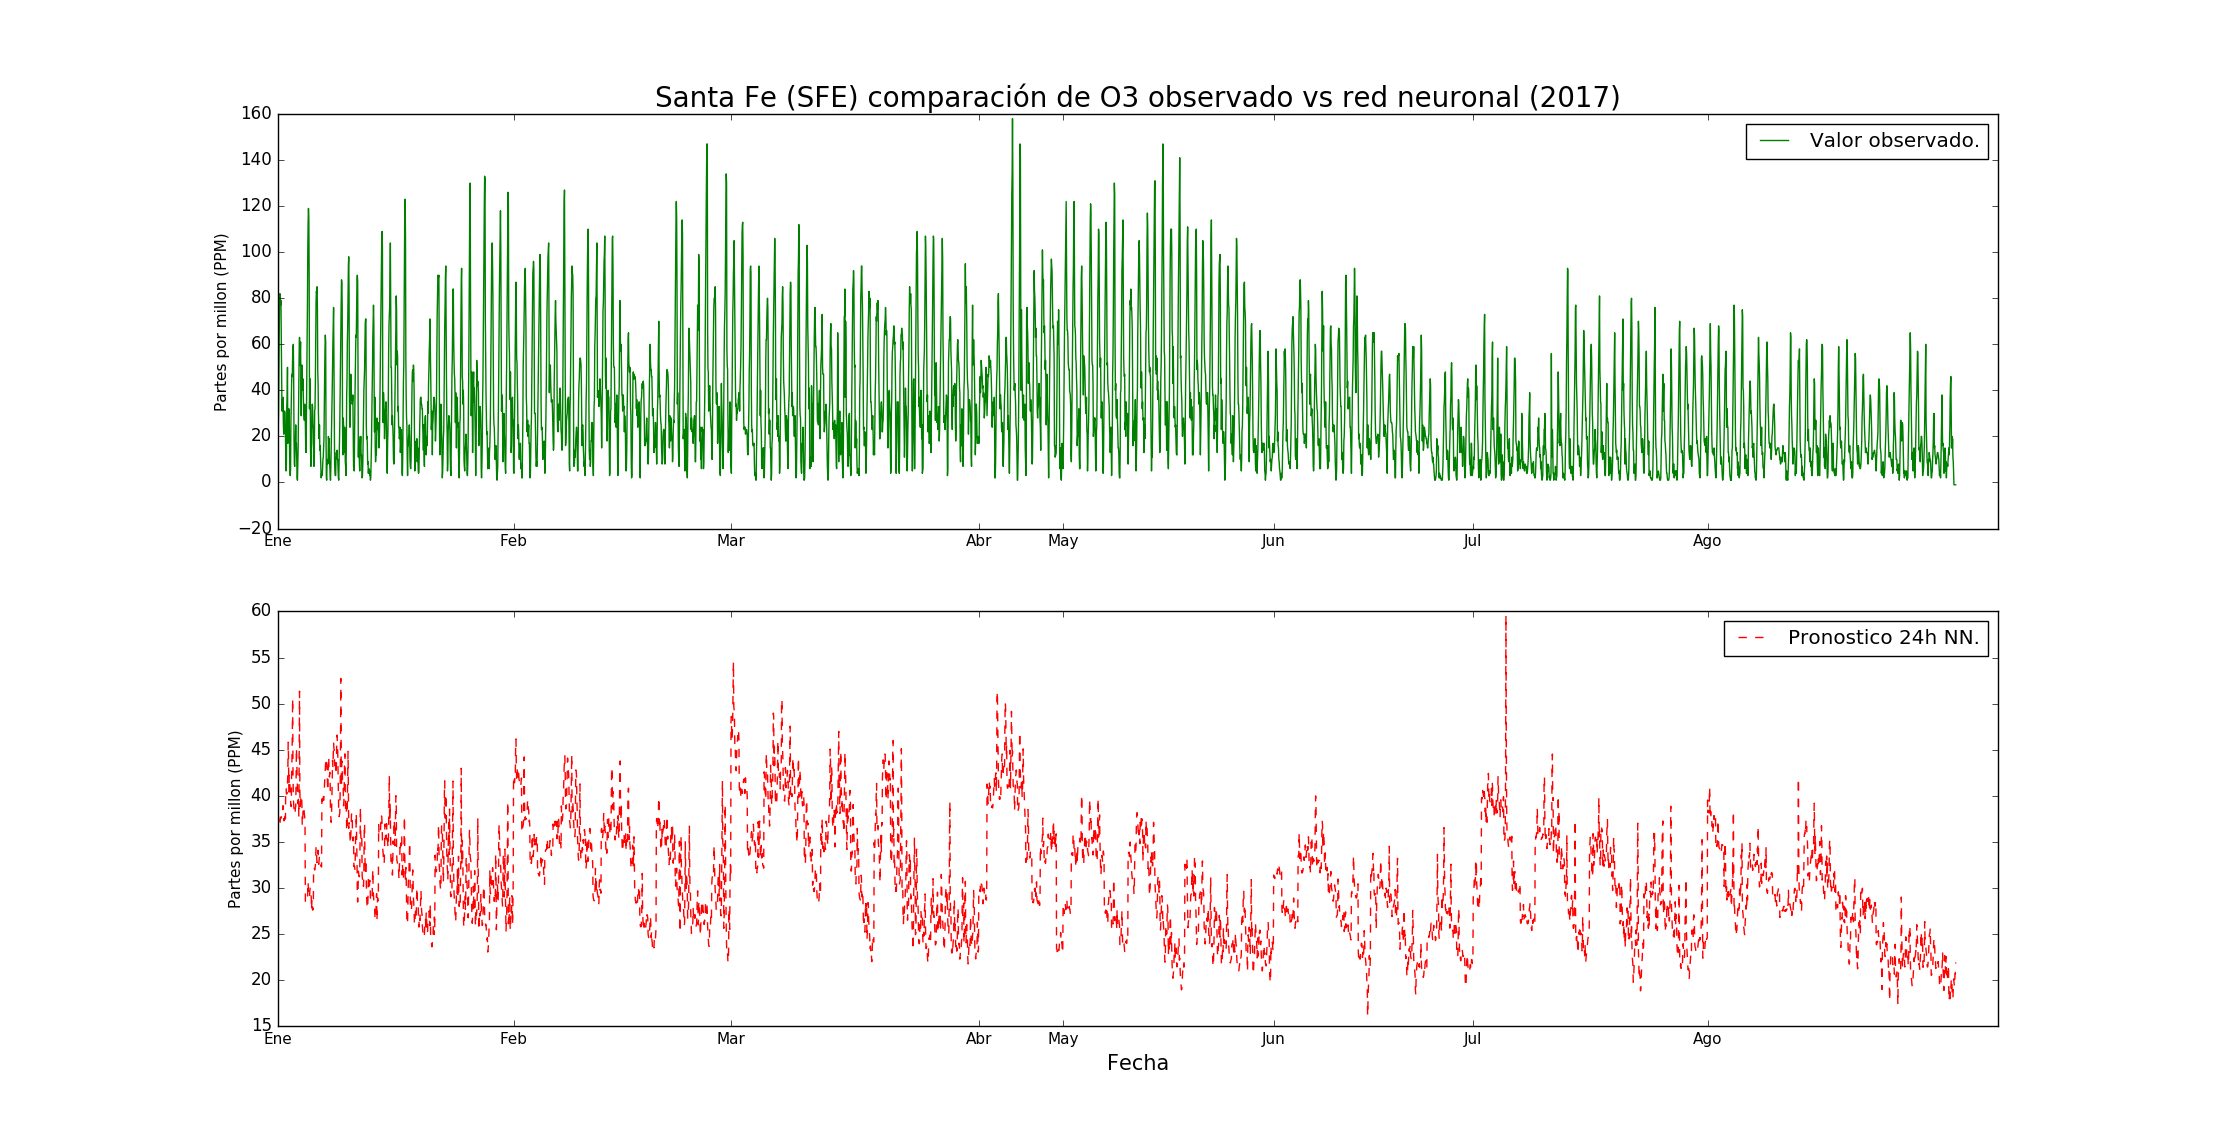 Santa Fe (SFE) comparación de O3 observado vs red neuronal (2017)
160
140
120
100
80
60
40
20
0
−20
Partes por millon (PPM)
Valor observado.
Ene Feb Mar Abr May Jun Jul Ago
60
55
50
45
40
35
30
25
20
15
Partes por millon (PPM)
Pronostico 24h NN.
Ene Feb Mar Abr May Jun Jul Ago
Fecha